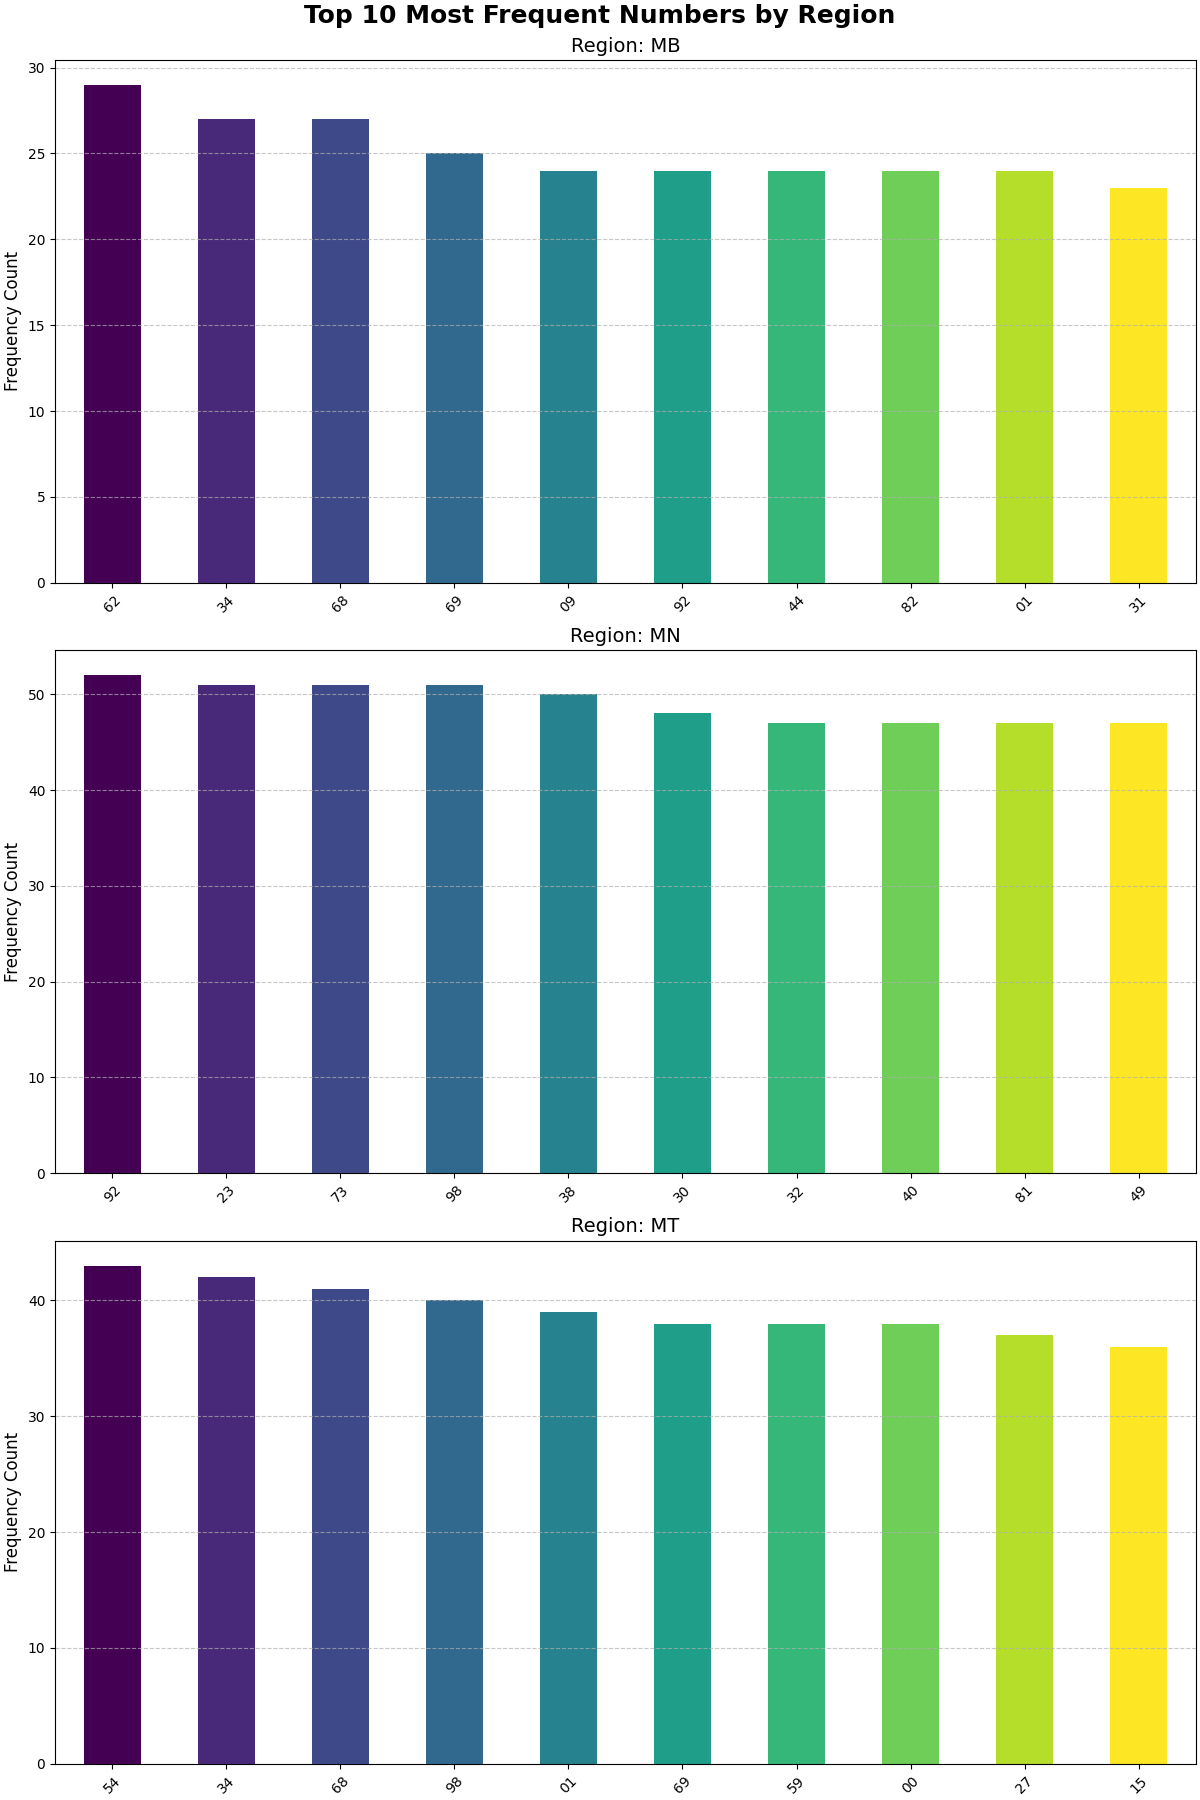 Top 10 Most Frequent Numbers by Region
Region: MB
Frequency Count
30
25
20
15
10
5
0
62 34 68 69 09 92 44 82 01 31
Region: MN
Frequency Count
50
40
30
20
10
0
92 23 73 98 38 30 32 40 81 49
Region: MT
Frequency Count
40
30
20
10
0
54 34 68 98 01 69 59 00 27 15